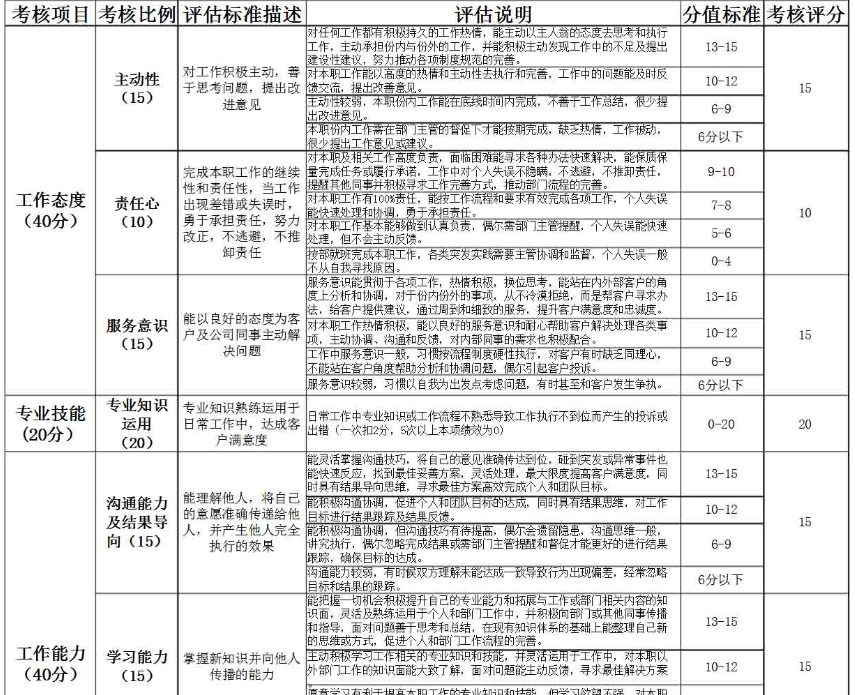 考核项目 考核比例 评估标准描述 评估说明 分值标准 考核评分
工作态度
（40分）
主动性
（15）
对工作积极主动，善
于思考问题，提出改
进意见
对任何工作都有积极持久的工作热情，能主动以主人翁的态度去思考和执行
工作，主动承担份内与份外的工作，并能积极主动发现工作中的不足及提出
建设性建议，努力推动各项制度规范的完善。
13-15
对本职工作能以高度的热情和主动性去执行和完善，工作中的问题能及时反
馈交流，提出改善意见。
10-12
主动性较弱，本职份内工作能在底线时间内完成，不善于工作总结，很少提
出改进意见。
6-9
本职份内工作需在部门主管的督促下才能按期完成，缺乏热情，工作被动，
很少提出工作意见或建议。
6分以下
15
责任心
（10）
完成本职工作的继续
性和责任性，当工作
出现差错或失误时，
勇于承担责任，努力
改正，不逃避，不推
卸责任
对本职及相关工作高度负责，面临困难能寻求各种办法快速解决，能保质保
量完成任务或履行承诺，工作中对个人失误不隐瞒，不逃避，不推卸责任，
提醒其他同事并积极寻求工作完善方式，推动部门流程的完善。
9-10
对本职工作有100%责任，能按工作流程和要求有效完成各项工作，个人失误
能快速处理和协调，勇于承担责任。
7-8
对本职工作基本能够做到认真负责，偶尔需部门主管提醒，个人失误能快速
处理，但不会主动反馈。
5-6
按部就班完成本职工作，各类突发实践需要主管协调和监督，个人失误一般
不从自我寻找原因。
0-4
10
服务意识
（15）
能以良好的态度为客
户及公司同事主动解
决问题
服务意识能贯彻于各项工作，热情积极，换位思考，能站在内外部客户的角
度上分析和协调，对于份内份外的事项，从不冷漠拒绝，而是帮客户寻求办
法，给客户提供建议，通过周到和细致的服务，提升客户满意度和忠诚度。
13-15
对本职工作热情积极，能以良好的服务意识和耐心帮助客户解决处理各类事
项，主动协调、沟通和反馈，对内部同事的需求也积极配合。
10-12
工作中服务意识一般，习惯按流程制度硬性执行，对客户有时缺乏同理心，
不能站在客户角度帮助分析和协调问题，偶尔引起客户投诉。
6-9
服务意识较弱，习惯以自我为出发点考虑问题，有时甚至和客户发生争执。
6分以下
15
专业技能
（20分）
专业知识
运用
（20）
专业知识熟练运用于
日常工作中，达成客
户满意度
日常工作中专业知识或工作流程不熟悉导致工作执行不到位而产生的投诉或
出错（一次扣2分，5次以上本项绩效为0）
0-20
20
工作能力
（40分）
沟通能力
及结果导
向（15）
能理解他人，将自己
的意愿准确传递给他
人，并产生他人完全
执行的效果
能灵活掌握沟通技巧，将自己的意见准确传达到位，碰到突发或异常事件也
能快速反应，找到最佳妥善方案，灵活处理，最大限度提高客户满意度，同
时具有结果导向思维，寻求最佳方案高效完成个人和团队目标。
13-15
能积极沟通协调，促进个人和团队目标的达成，同时具有结果思维，对工作
目标进行结果跟踪及结果反馈。
10-12
能积极沟通协调，但沟通技巧有待提高，偶尔会遗留隐患，沟通思维一般，
讲究执行，偶尔忽略完成结果或需部门主管提醒和督促才能更好的进行结果
跟踪，确保目标的达成。
6-9
沟通能力较弱，有时候双方理解未能达成一致导致行为出现偏差，经常忽略
目标和结果的跟踪。
6分以下
15
学习能力
（15）
掌握新知识并向他人
传播的能力
能把握一切机会积极提升自己的专业能力和拓展与工作或部门相关内容的知
识面，灵活及熟练运用于个人和部门工作中，并积极向部门或其他同事传播
和指导，面对问题善于思考和总结，在现有知识体系的基础上能整理自己新
的思维或方式，促进个人和部门工作流程的完善。
13-15
主动积极学习工作相关的专业知识和技能，并灵活运用于工作中，对本职以
外部门工作的知识面能大致了解，面对问题能主动反馈，寻求最佳解决方案
10-12
15
愿意学习有利于提高本职工作的专业知识和技能，但学习欲望不强，对本职